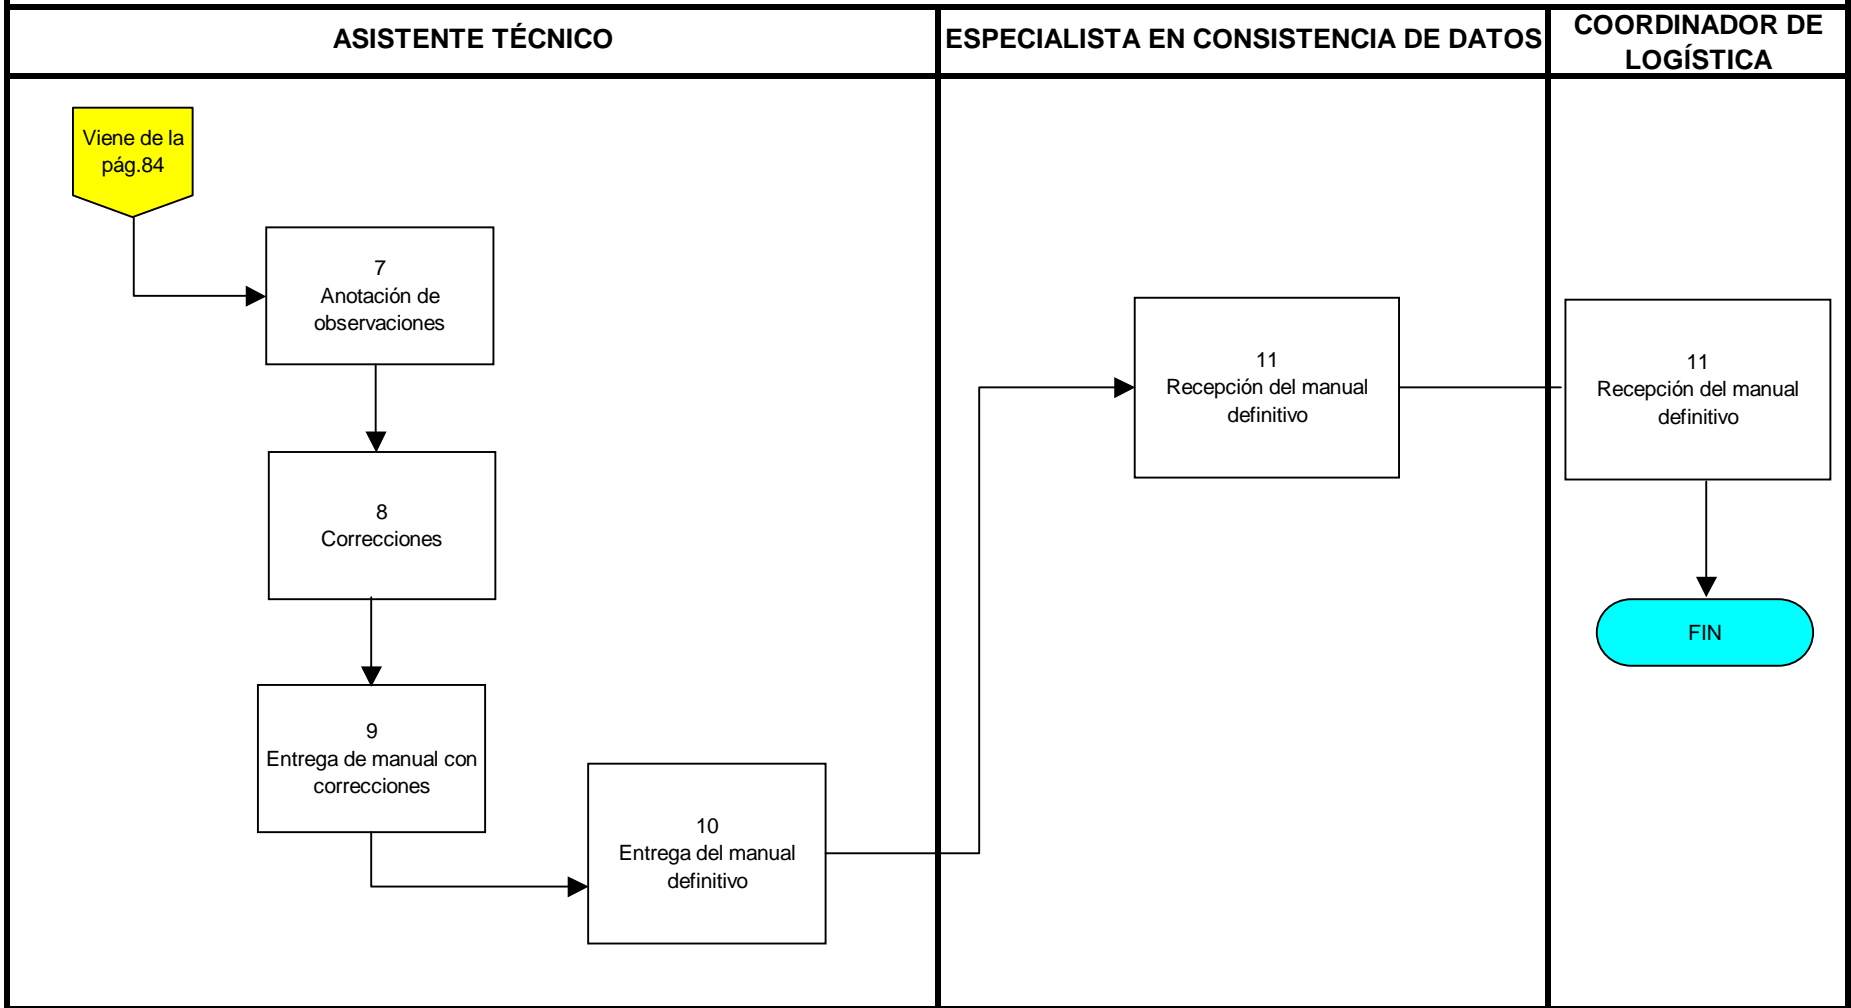 ASISTENTE TÉCNICO
ESPECIALISTA EN CONSISTENCIA DE DATOS
COORDINADOR DE
LOGÍSTICA
Viene de la
pág.84
7
Anotación de
observaciones
8
Correcciones
9
Entrega de manual con
correcciones
10
Entrega del manual
definitivo
11
Recepción del manual
definitivo
11
Recepción del manual
definitivo
FIN